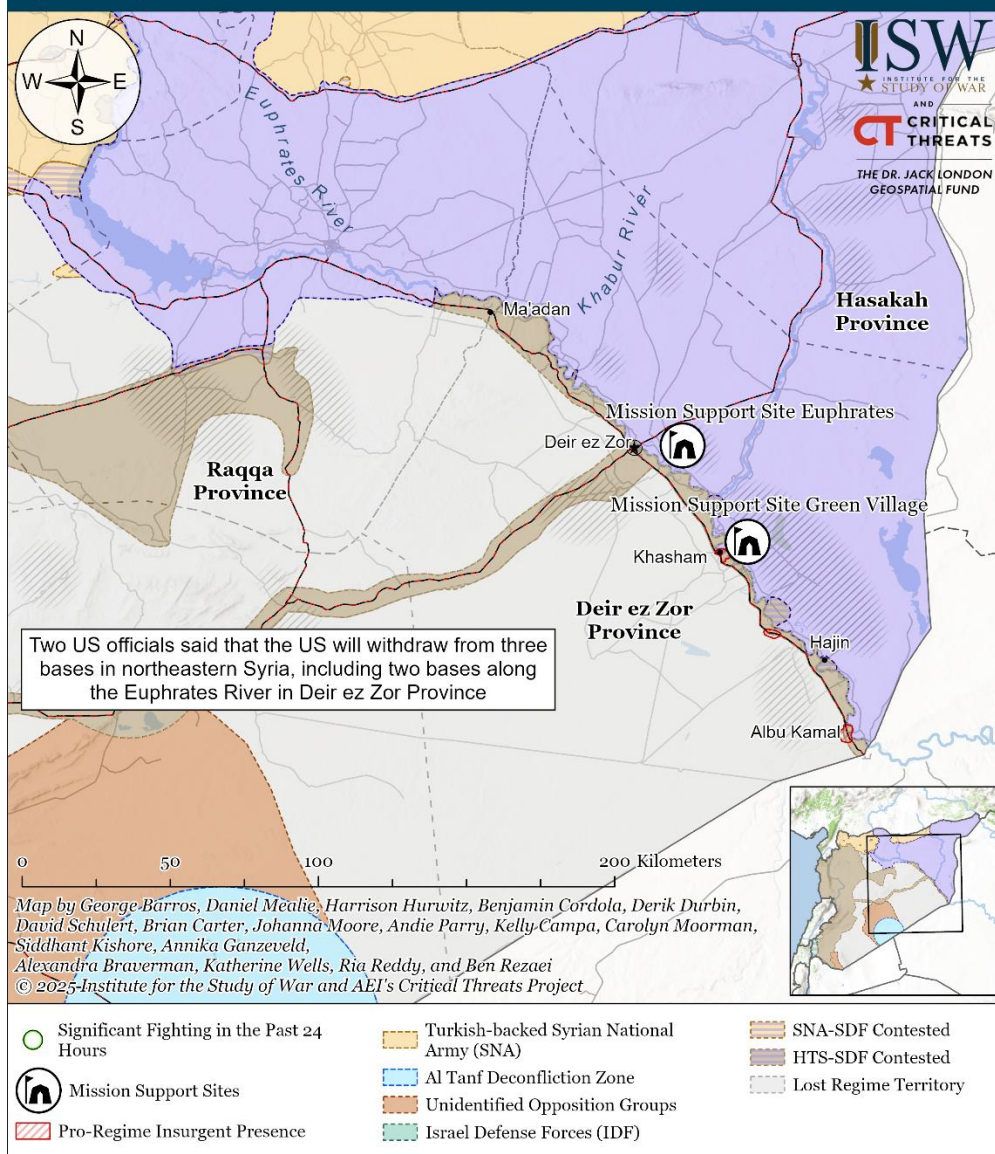 N
W
E
S
ISW
INSTITUTE FOR THE
STUDY OF WAR
AND
CT CRITICAL
THREATS
THE DR. JACK LONDON
GEOSPATIAL FUND
Euphrates River
Khabur River
Ma'adan
Hasakah
Province
Mission Support Site Euphrates
Deir ez Zor
Raqqa
Province
Mission Support Site Green Village
Khasham
Deir ez Zor
Province
Hajin
Two US officials said that the US will withdraw from three
bases in northeastern Syria, including two bases along
the Euphrates River in Deir ez Zor Province
Albu Kamal
0 50 100 200 Kilometers
Map by George Barros, Daniel Mealie, Harrison Hurwitz, Benjamin Cordola, Derik Durbin,
David Schulert, Brian Carter, Johanna Moore, Andie Parry, Kelly Campa, Carolyn Moorman,
Siddhant Kishore, Annika Ganzeveld,
Alexandra Braverman, Katherine Wells, Ria Reddy, and Ben Rezaei
© 2025 Institute for the Study of War and AEI's Critical Threats Project
Significant Fighting in the Past 24
Hours
Mission Support Sites
Pro-Regime Insurgent Presence
Turkish-backed Syrian National
Army (SNA)
Al Tanf Deconfliction Zone
Unidentified Opposition Groups
Israel Defense Forces (IDF)
SNA-SDF Contested
HTS-SDF Contested
Lost Regime Territory